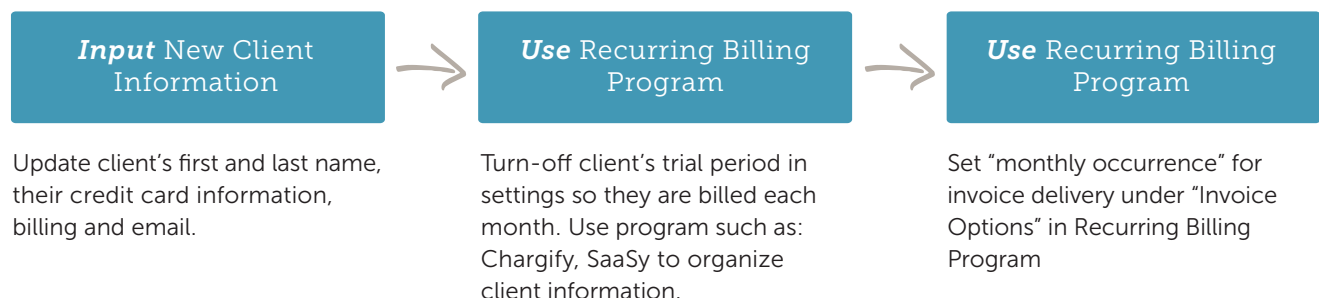 Input New Client
Information
Update client’s first and last name,
their credit card information,
billing and email.
Use Recurring Billing
Program
Turn-off client’s trial period in
settings so they are billed each
month. Use program such as:
Chargify, SaaSy to organize
client information.
Use Recurring Billing
Program
Set “monthly occurrence” for
invoice delivery under “Invoice
Options” in Recurring Billing
Program